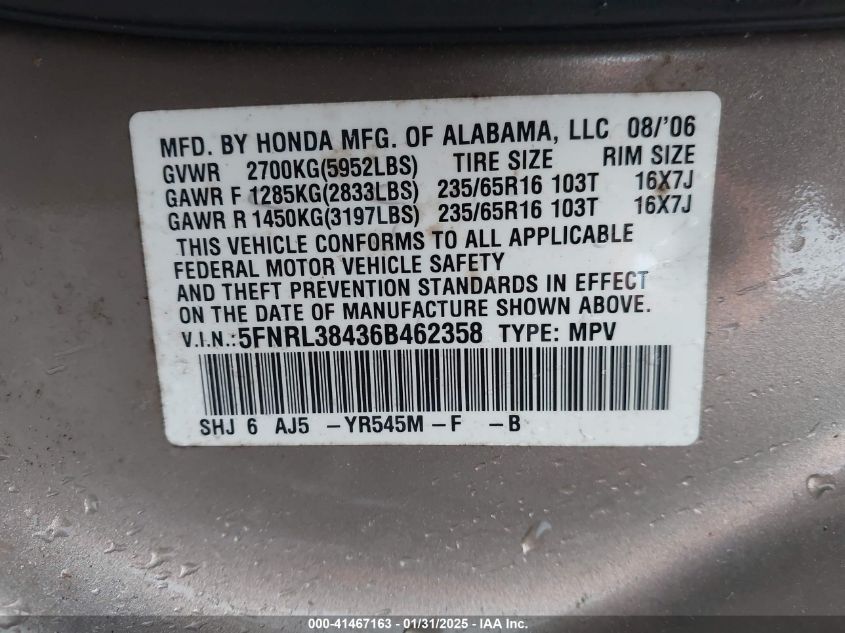 MFD. BY HONDA MFG. OF ALABAMA, LLC 08/'06
GVWR 2700KG(5952LBS) TIRE SIZE RIM SIZE
GAWR F 1285KG(2833LBS) 235/65R16 103T 16X7J
GAWR R 1450KG(3197LBS) 235/65R16 103T 16X7J
THIS VEHICLE CONFORMS TO ALL APPLICABLE
FEDERAL MOTOR VEHICLE SAFETY
AND THEFT PREVENTION STANDARDS IN EFFECT
ON THE DATE OF MANUFACTURE SHOWN ABOVE.
V.I.N.:5FNRL38436B462358 TYPE: MPV
SHJ 6 AJ5 -YR545M -F -B
000-41467163 - 01/31/2025 - IAA Inc.